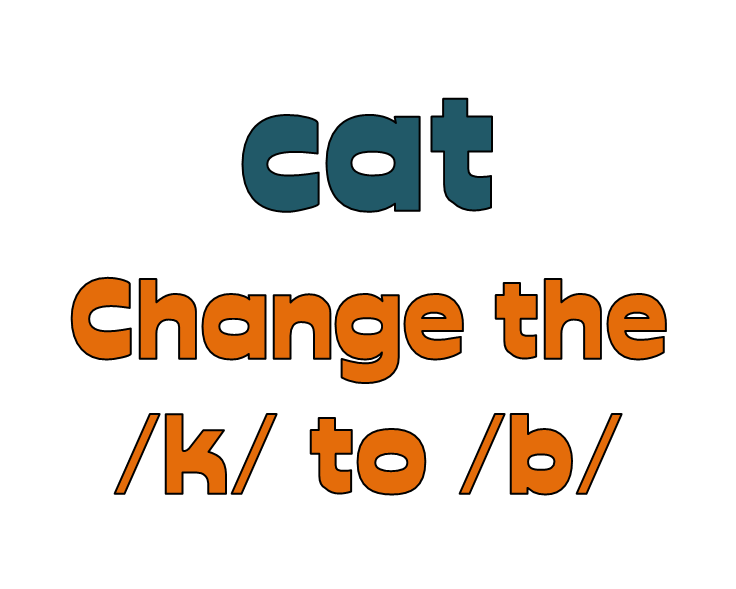 cat
Change the
/k/ to /b/